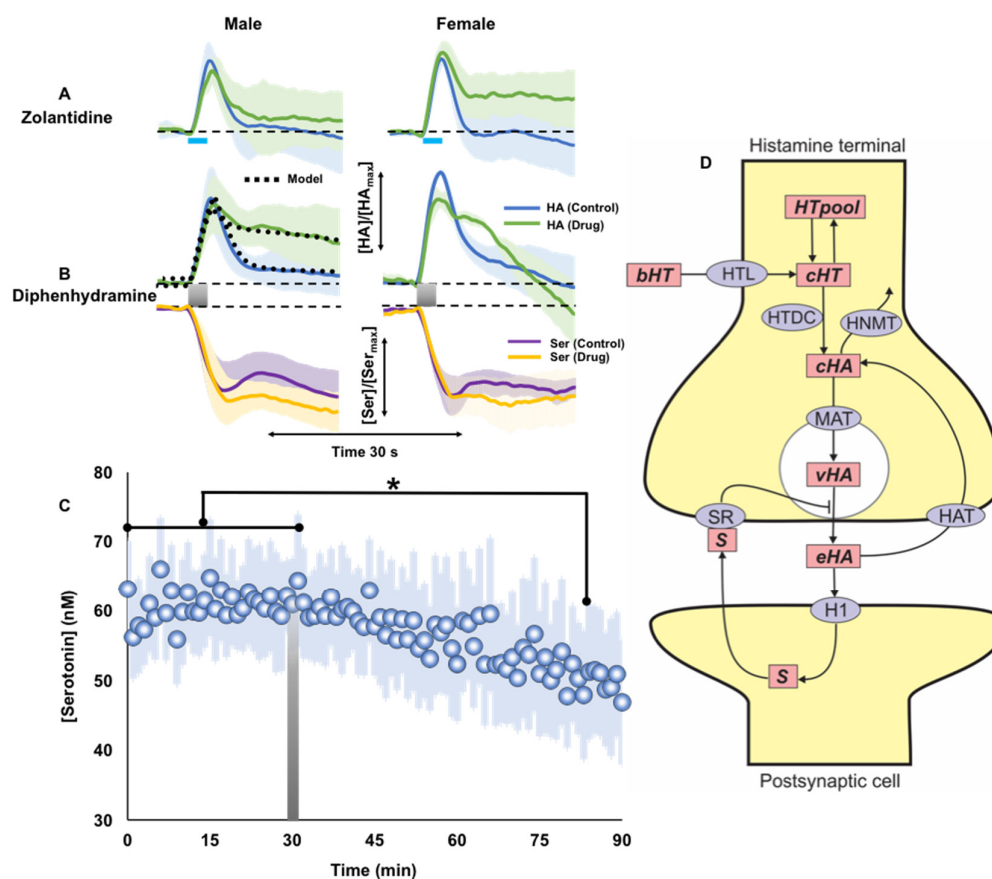 Male
Female
A
Zolantidine
Model
[HA]/[HAmax]
HA (Control)
HA (Drug)
B
Diphenhydramine
[Ser]/[Sermax]
Ser (Control)
Ser (Drug)
Time 30 s
C
*
80
70
60
50
40
30
[Serotonin] (nM)
0
15
30
45
60
75
90
Time (min)
D
Histamine terminal
HTpool
bHT
HTL
cHT
HTDC
HNMT
cHA
MAT
vHA
SR
S
HAT
eHA
H1
S
Postsynaptic cell